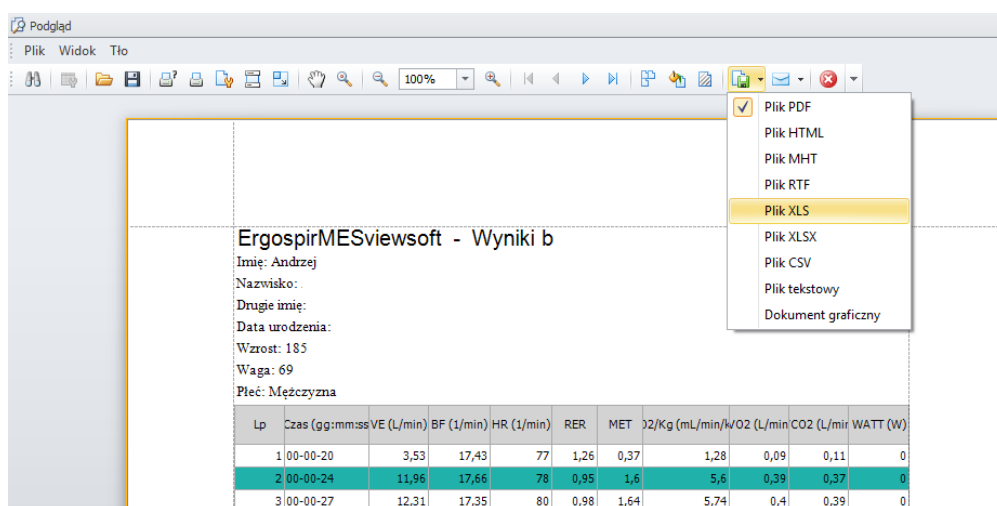 Podgląd
Plik Widok Tło
100%
Plik PDF
Plik HTML
Plik MHT
Plik RTF
Plik XLS
Plik XLSX
Plik CSV
Plik tekstowy
Dokument graficzny
ErgospirMESviewsoft - Wyniki b
Imię: Andrzej
Nazwisko:
Drugie imię:
Data urodzenia:
Wzrost: 185
Waga: 69
Płeć: Mężczyzna
Lp Czas (gg:mm:ss VE (L/min) BF (1/min) HR (1/min) RER MET O2/Kg (mL/min/k VO2 (L/min CO2 (L/min WATT (W)
1 00-00-20 3,53 17,43 77 1,26 0,37 1,28 0,09 0,11 0
2 00-00-24 11,96 17,66 78 0,95 1,6 5,6 0,39 0,37 0
3 00-00-27 12,31 17,35 80 0,98 1,64 5,74 0,4 0,39 0